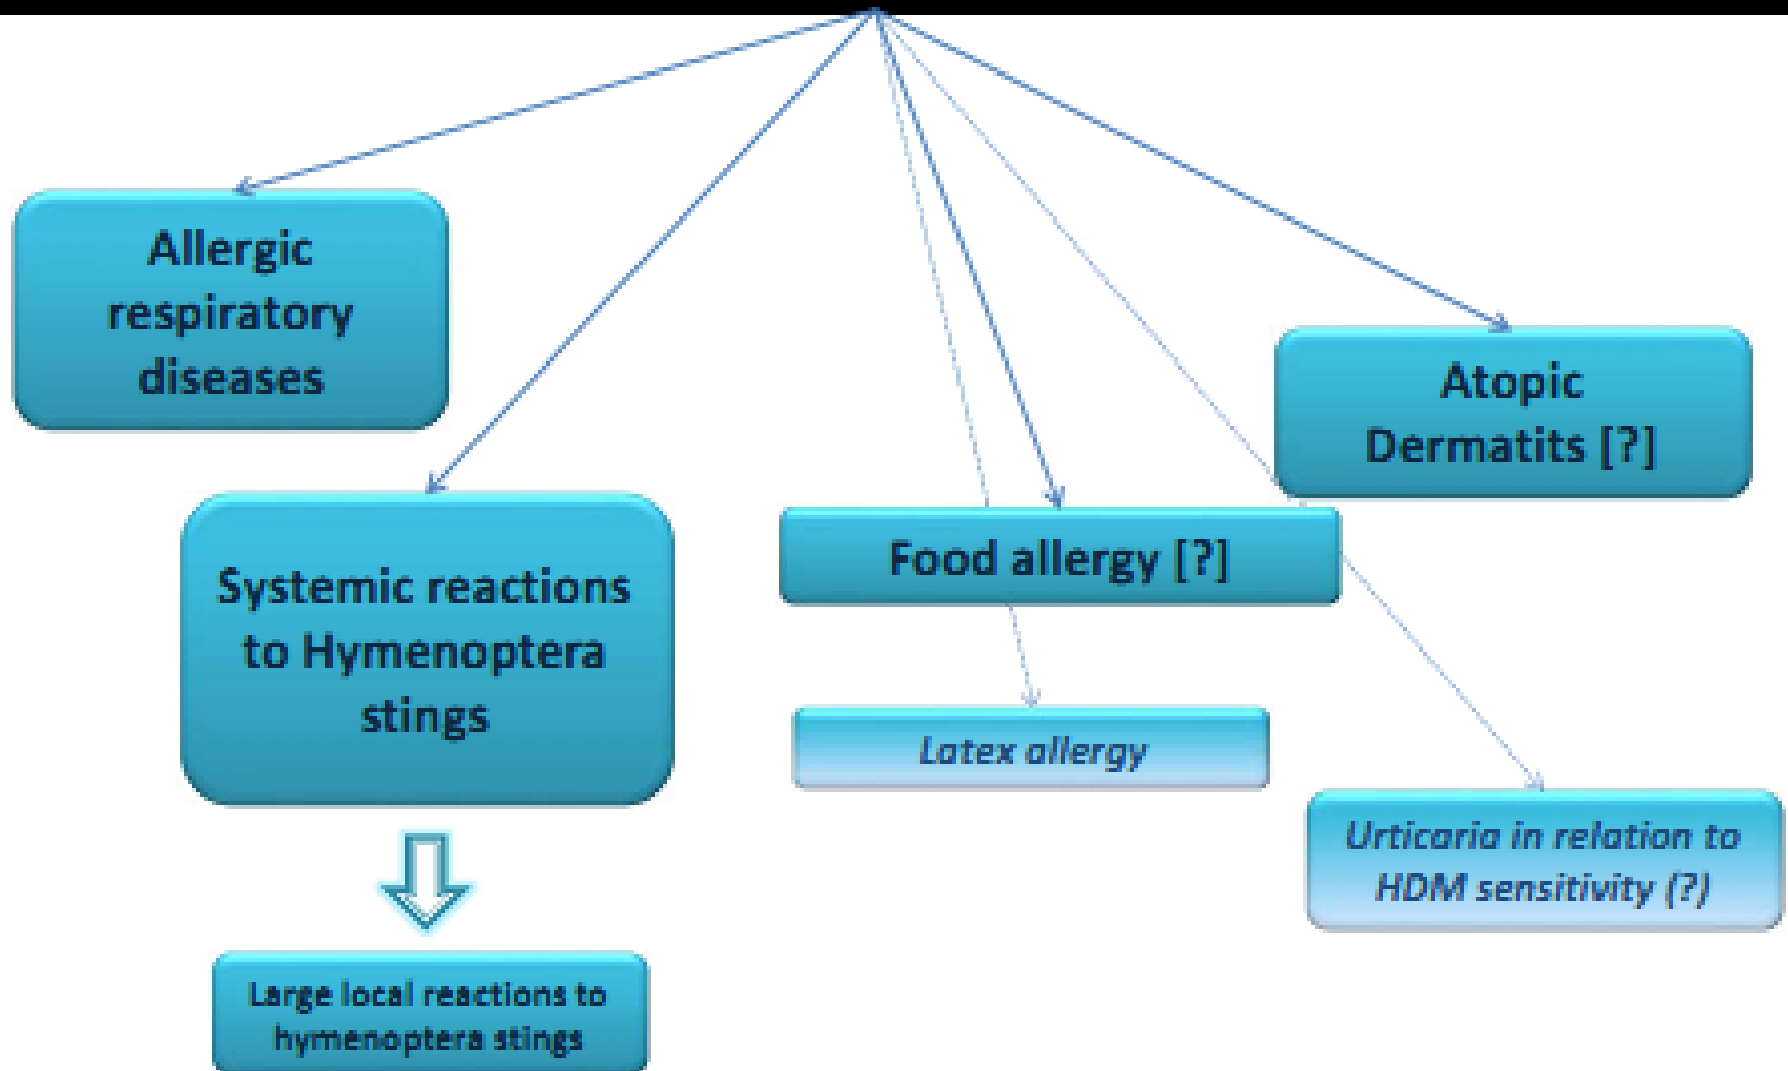 Allergic
respiratory
diseases
Atopic
Dermatits [?]
Systemic reactions
to Hymenoptera
stings
Food allergy [?]
Latex allergy
Urticaria in relation to
HDM sensitivity (?)
Large local reactions to
hymenoptera stings